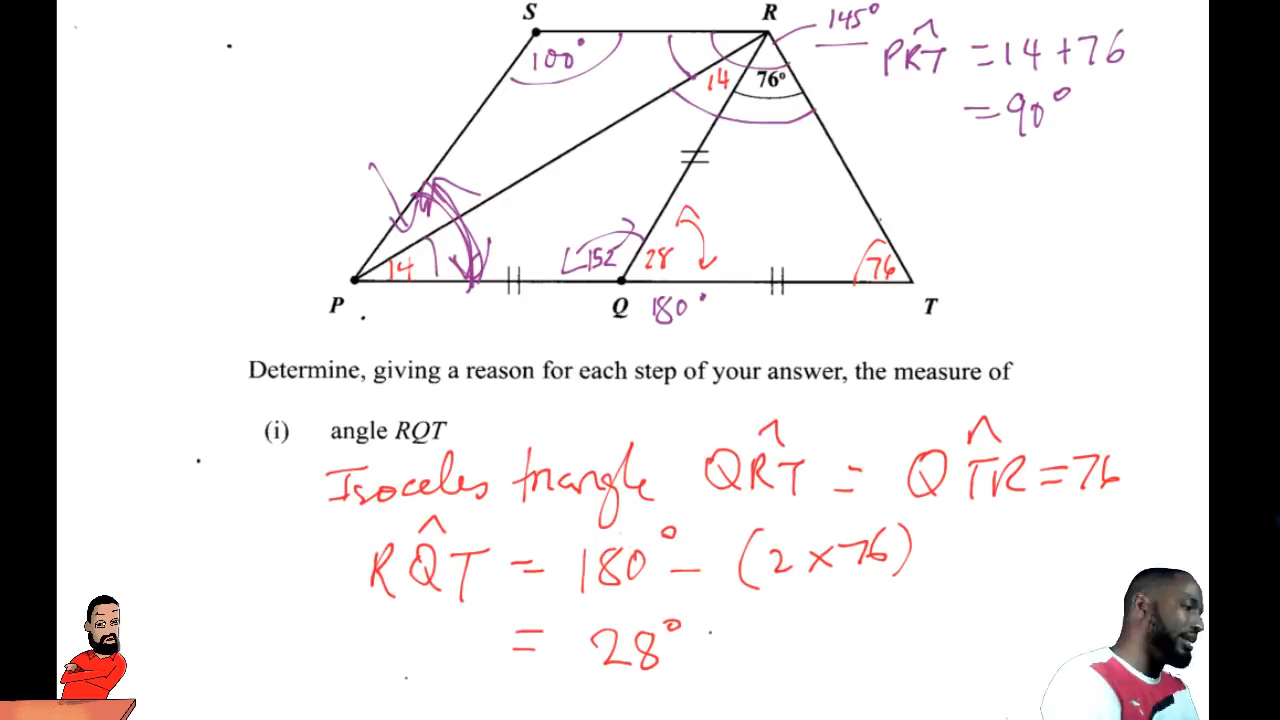 S
R
145°
100°
14
76°
PRT = 14 + 76
= 90°
14
152
28
76
P
Q
180°
T
Determine, giving a reason for each step of your answer, the measure of
(i) angle RQT
Isoceles triangle QR̂T = QT̂R = 76
RQ̂T = 180° - (2 × 76)
= 28°